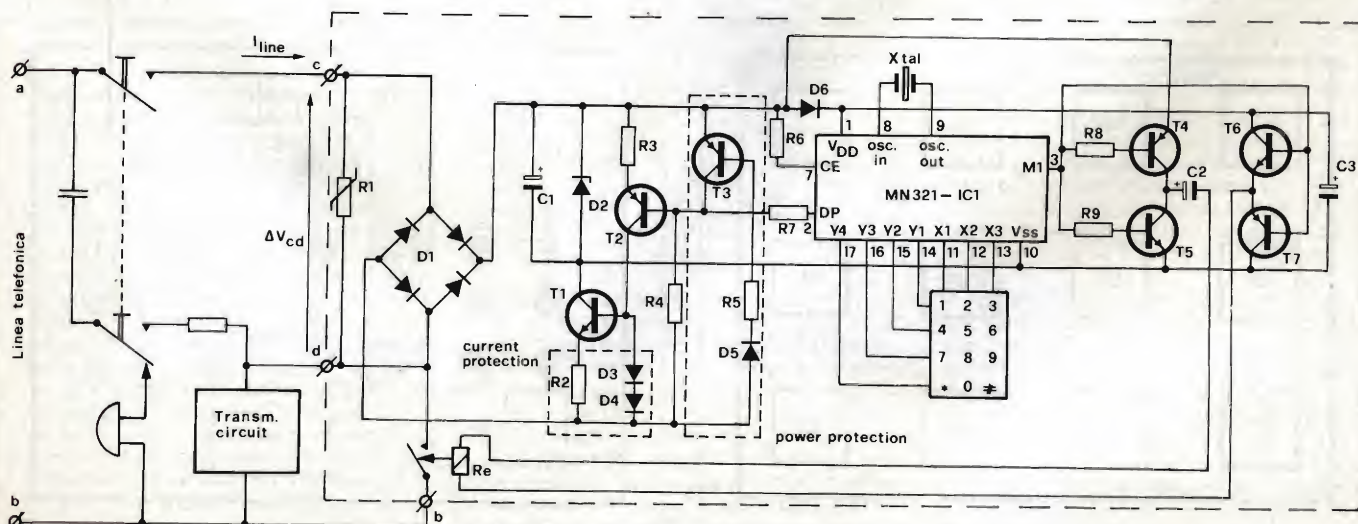 I line
c
a
Linea telefonica
ΔVcd
R1
D1
C1
D2
R3
T2
T1
R4
R2
D3
D4
current
protection
T3
R5
D5
power protection
R6
D6
Xtal
1 8 9
VDD osc. in osc. out
7 CE
MN321 – IC1
M1 3
R7 2 DP
Y4 Y3 Y2 Y1 X1 X2 X3 Vss
17 16 15 14 11 12 13 10
1 2 3
4 5 6
7 8 9
* 0 #
R8
R9
T4
T5
C2
T6
T7
C3
d
Transm.
circuit
Re
b
b